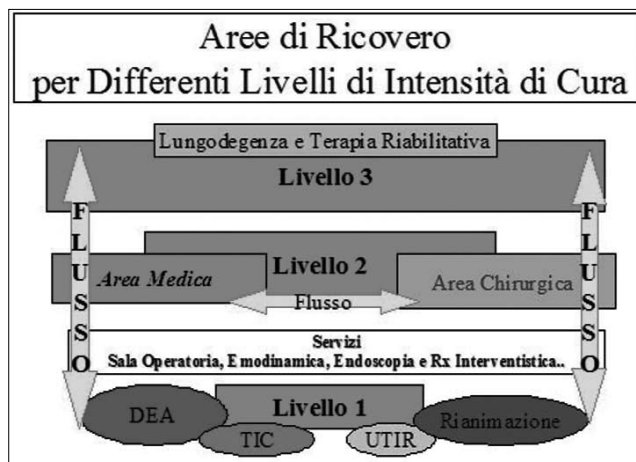 Aree di Ricovero
per Differenti Livelli di Intensità di Cura
Lungodegenza e Terapia Riabilitativa
Livello 3
FLUSSO
FLUSSO
Livello 2
Area Medica
Area Chirurgica
Flusso
Servizi
Sala Operatoria, Emodinamica, Endoscopia e Rx Interventistica..
DEA
Livello 1
Rianimazione
TIC
UTIR